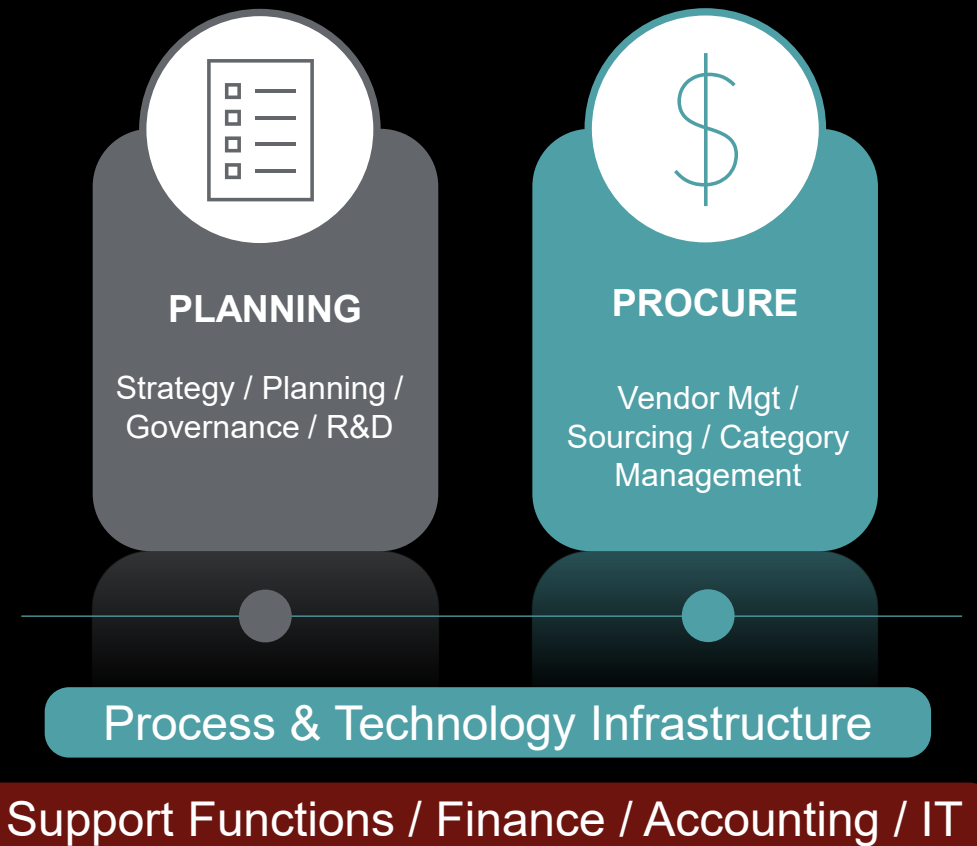 PLANNING
Strategy / Planning /
Governance / R&D
PROCURE
Vendor Mgt /
Sourcing / Category
Management
Process & Technology Infrastructure
Support Functions / Finance / Accounting / IT